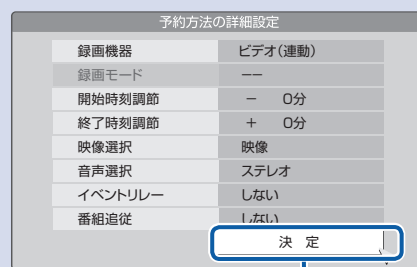 予約方法の詳細設定
録画機器 ビデオ（連動）
録画モード −−
開始時刻調節 − 0分
終了時刻調節 + 0分
映像選択 映像
音声選択 ステレオ
イベントリレー しない
番組追従 しない
決 定